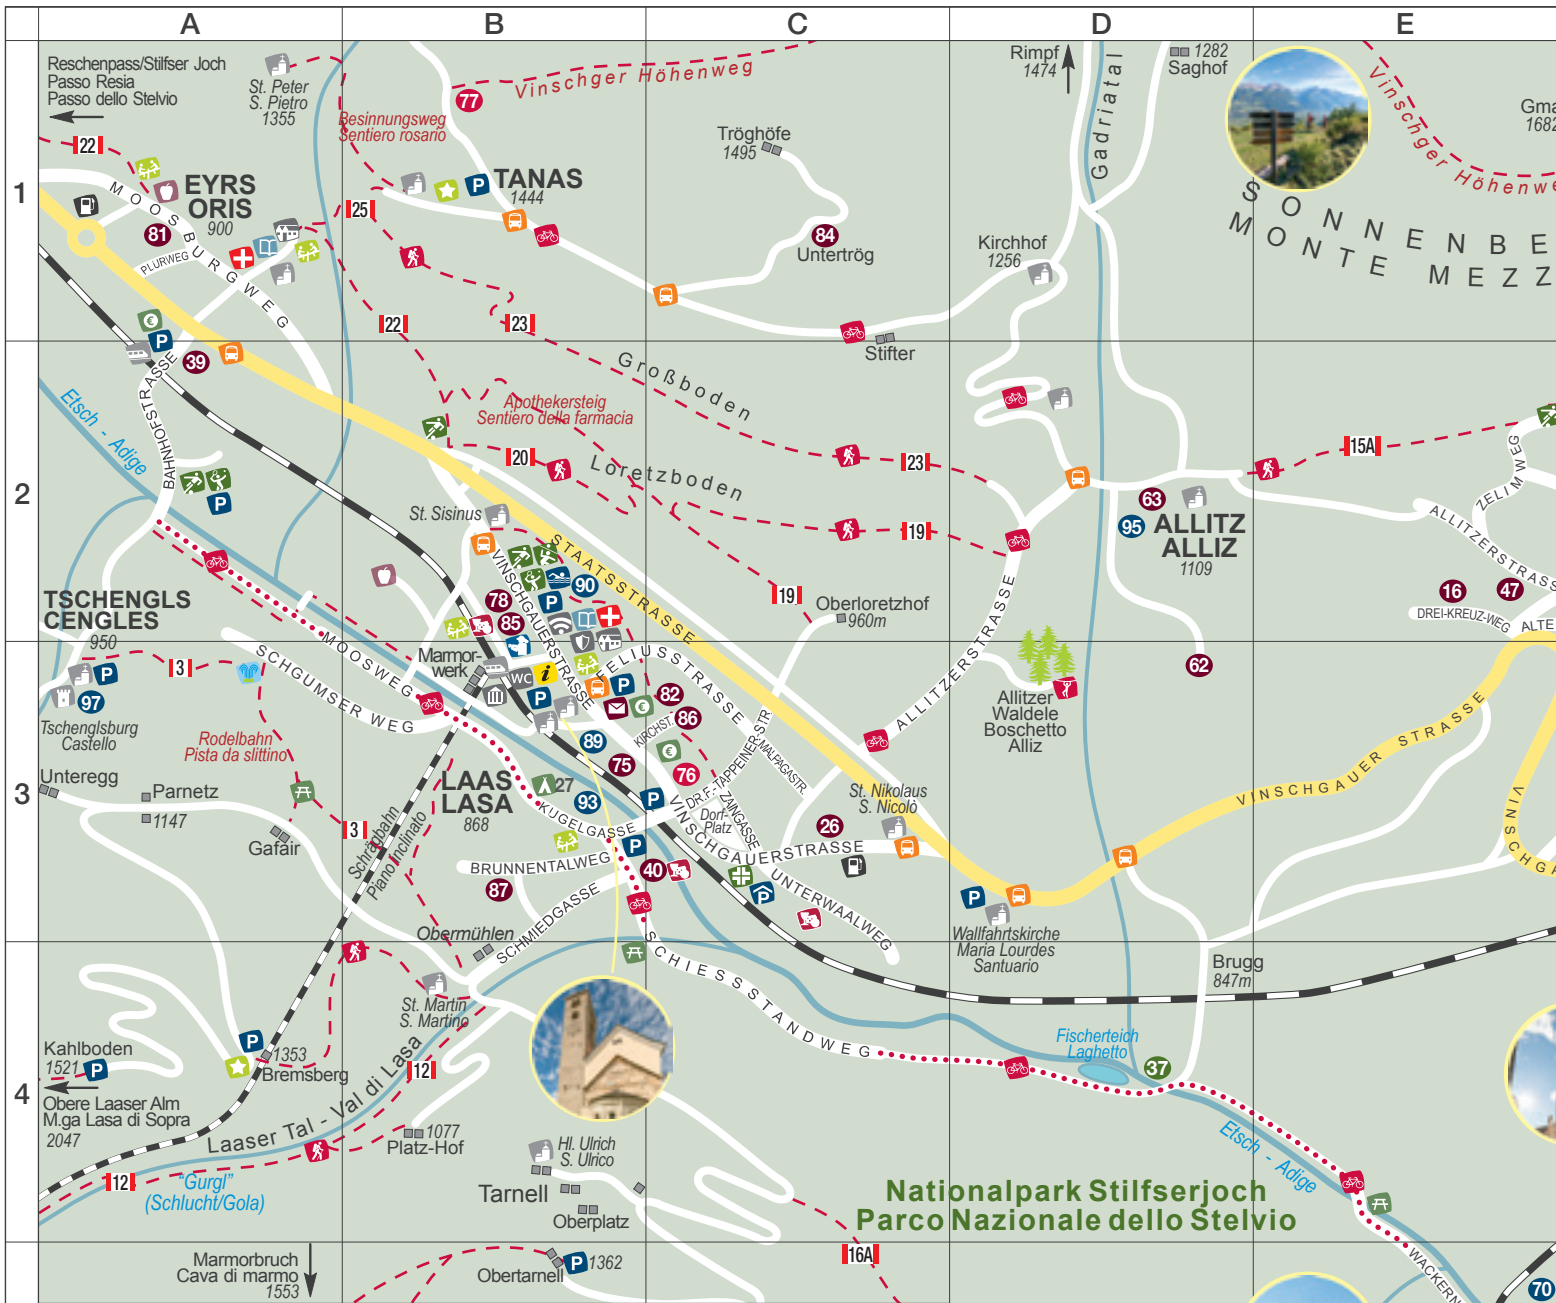 A
B
C
D
E
1
2
3
4
Reschenpass/Stilfser Joch
Passo Resia
Passo dello Stelvio
St. Peter
S. Pietro
1355
22
Besinnungsweg
Sentiero rosario
77
Vinschger Höhenweg
Tröghöfe
1495
Rimpf
1474
Gadriatal
1282
Saghof
Vinschger Höhenwe
1682
EYRS
ORIS
900
MOOSBURGWEG
PLURWEG
81
25
TANAS
1444
84
Untertrög
Kirchhof
1256
SONNENBE
MONTE MEZZ
22
23
Stifter
39
BAHNHOFSTRASSE
Etsch - Adige
Großboden
Apothekersteig
Sentiero della farmacia
20
Loretzboden
23
15A
ZELIMWEG
63
95
ALLITZ
ALLIZ
1109
ALLITZERSTRASS
St. Sisinus
STAATSSTRASSE
19
VINSCHGAUERSTRASSE
90
78
85
19
Oberloretzhof
960m
16
47
DREI-KREUZ-WEG
ALTE
TSCHENGLS
CENGLES
950
3
97
Tschenglsburg
Castello
SCHGUMSER WEG
MOOSWEG
Marmor-
werk
WC
i
FELIUSSTRASSE
82
86
KIRCHST.
ALLITZERSTRASSE
Allitzer
Waldele
Boschetto
Alliz
62
Rodelbahn
Pista da slittino
Unteregg
Parnetz
1147
Gafair
3
Schrägbahn
Piano Inclinato
LAAS
LASA
868
27
93
89
75
76
DR.F.-TAPPEINER-STR
MALPAGASTR.
ZAINGASSE
Dorf-
Platz
KUGELGASSE
St. Nikolaus
S. Nicolò
26
VINSCHGAUERSTRASSE
VINSCHGAUER STRASSE
VINSCHGA
BRUNNENTALWEG
87
40
UNTERWAALWEG
SCHMIEDGASSE
Obermühlen
Wallfahrtskirche
Maria Lourdes
Santuario
Brugg
847m
SCHIESSSTANDWEG
St. Martin
S. Martino
Kahlboden
1521
1353
Bremsberg
Obere Laaser Alm
M.ga Lasa di Sopra
2047
12
Laaser Tal - Val di Lasa
1077
Platz-Hof
Fischerteich
Laghetto
37
Etsch - Adige
12
"Gurgl"
(Schlucht/Gola)
Hl. Ulrich
S. Ulrico
Tarnell
Oberplatz
Nationalpark Stilfserjoch
Parco Nazionale dello Stelvio
16A
Marmorbruch
Cava di marmo
1553
Obertarnell
1362
WACKERN
70